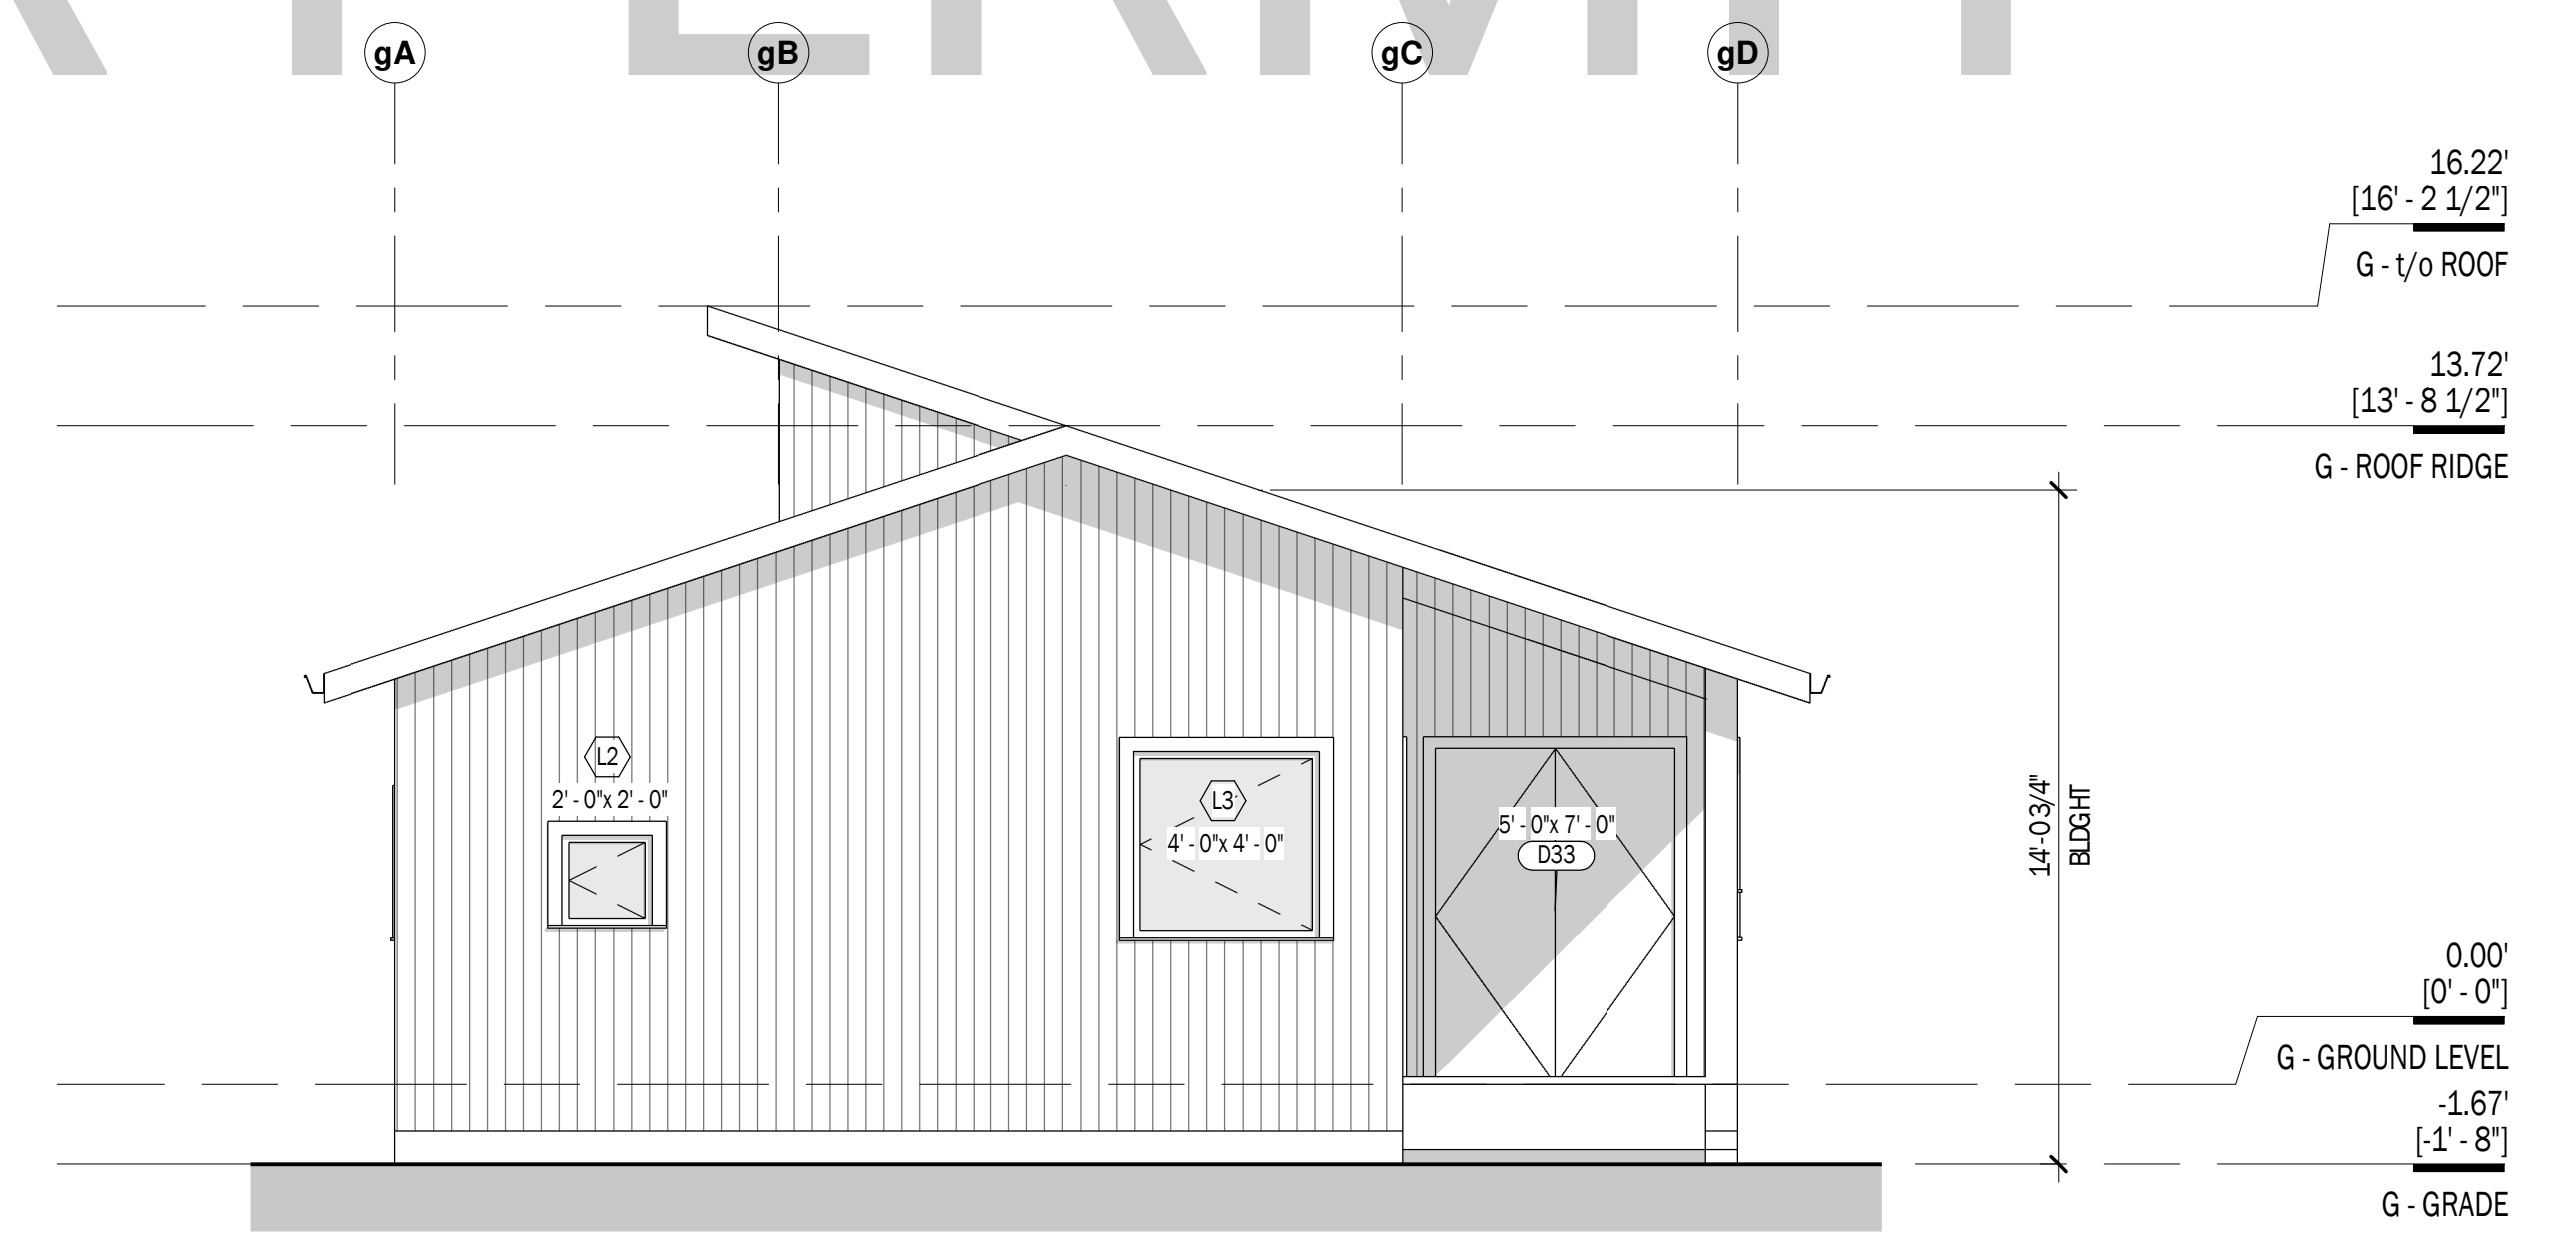 gA gB gC gD
16.22'
[16' - 2 1/2"]
G - t/o ROOF
13.72'
[13' - 8 1/2"]
G - ROOF RIDGE
L2
2' - 0"x 2' - 0"
L3
4' - 0"x 4' - 0"
5' - 0"x 7' - 0"
D33
14'-0 3/4"
BLDG HT
0.00'
[0' - 0"]
G - GROUND LEVEL
-1.67'
[-1' - 8"]
G - GRADE